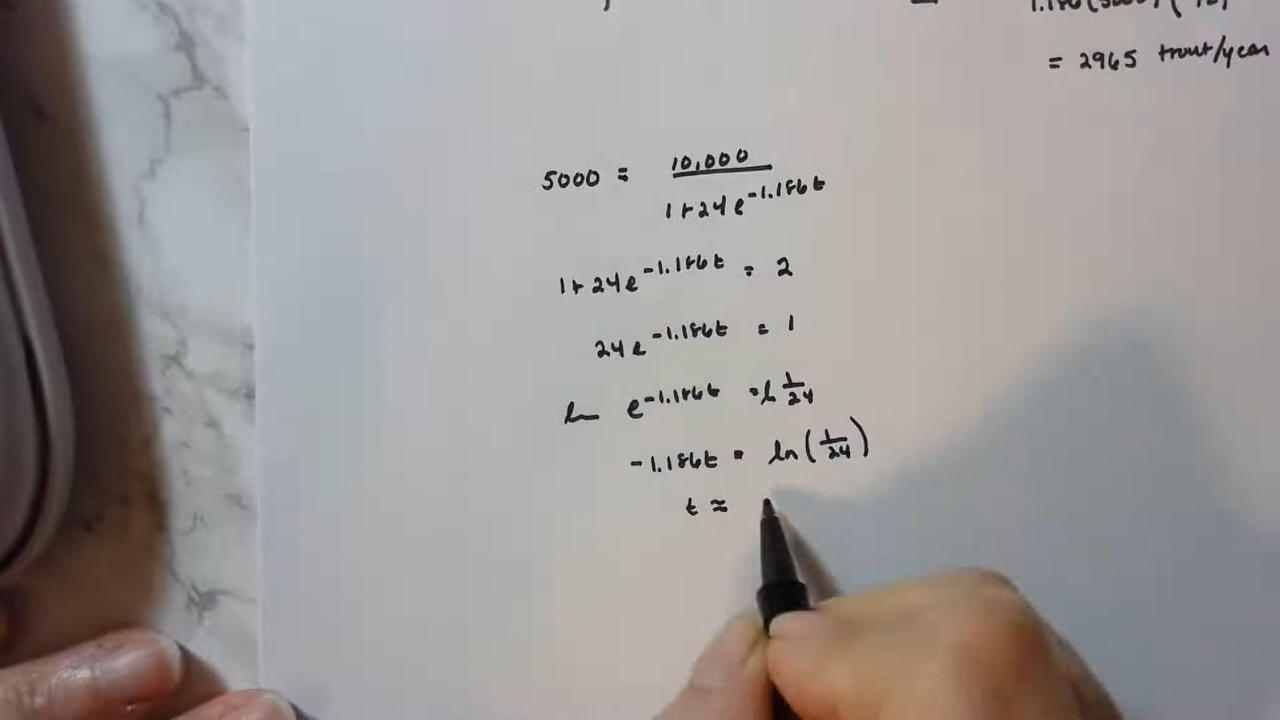 = 2965 trout/year
5000 = 10,000 / 1+24e^-1.186t
1+24e^-1.186t = 2
24e^-1.186t = 1
ln e^-1.186t = ln 1/24
-1.186t = ln(1/24)
t ≈